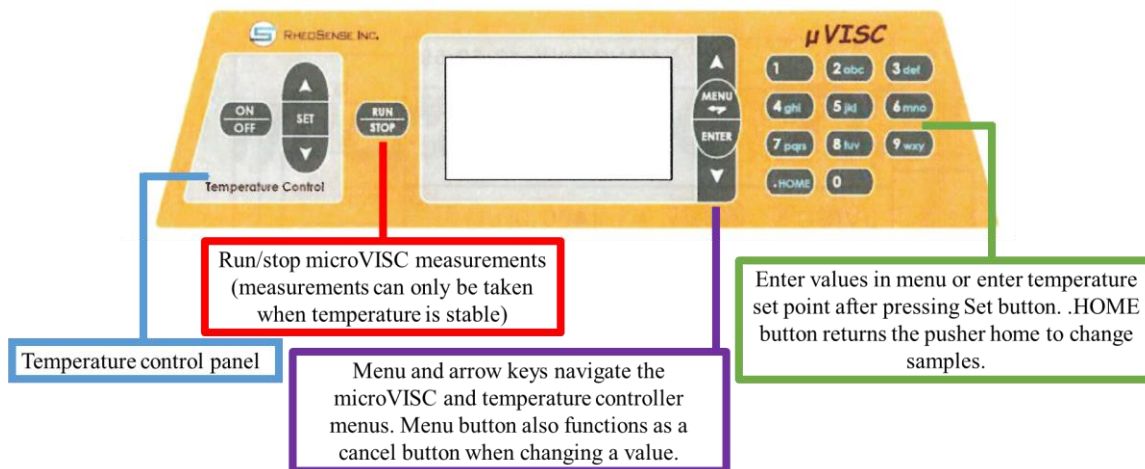 RHEOSENSE INC.
µVISC
ON
OFF
SET
Temperature Control
RUN
STOP
MENU
ENTER
1
2 abc
3 def
4 ghi
5 jkl
6 mno
7 pqrs
8 tuv
9 wxy
.HOME
0
Run/stop microVISC measurements
(measurements can only be taken
when temperature is stable)
Temperature control panel
Menu and arrow keys navigate the
microVISC and temperature controller
menus. Menu button also functions as a
cancel button when changing a value.
Enter values in menu or enter temperature
set point after pressing Set button. .HOME
button returns the pusher home to change
samples.